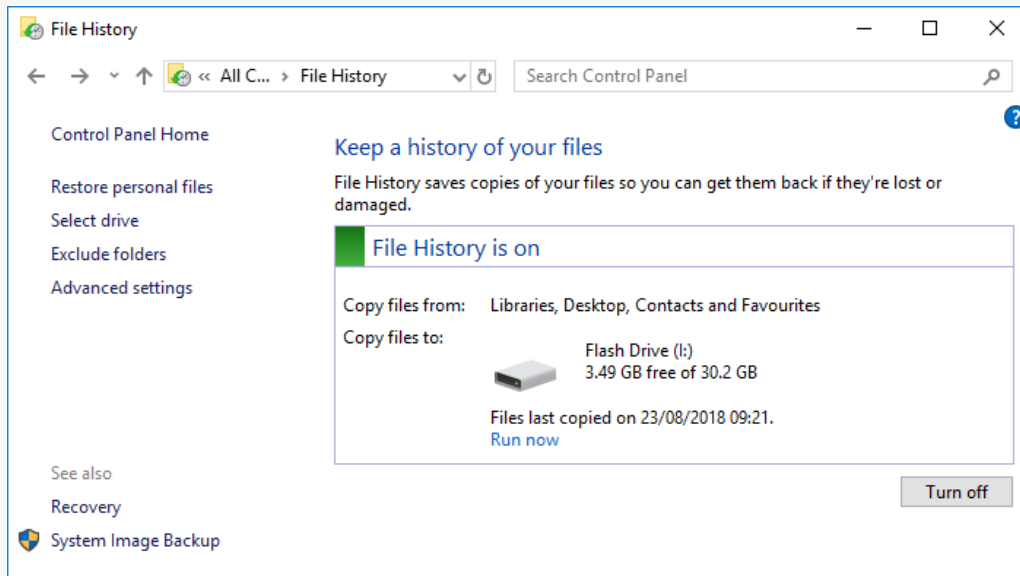 File History
« All C... › File History
Search Control Panel
Control Panel Home
Restore personal files
Select drive
Exclude folders
Advanced settings
?
Keep a history of your files
File History saves copies of your files so you can get them back if they're lost or
damaged.
File History is on
Copy files from: Libraries, Desktop, Contacts and Favourites
Copy files to:
Flash Drive (I:)
3.49 GB free of 30.2 GB
Files last copied on 23/08/2018 09:21.
Run now
Turn off
See also
Recovery
System Image Backup